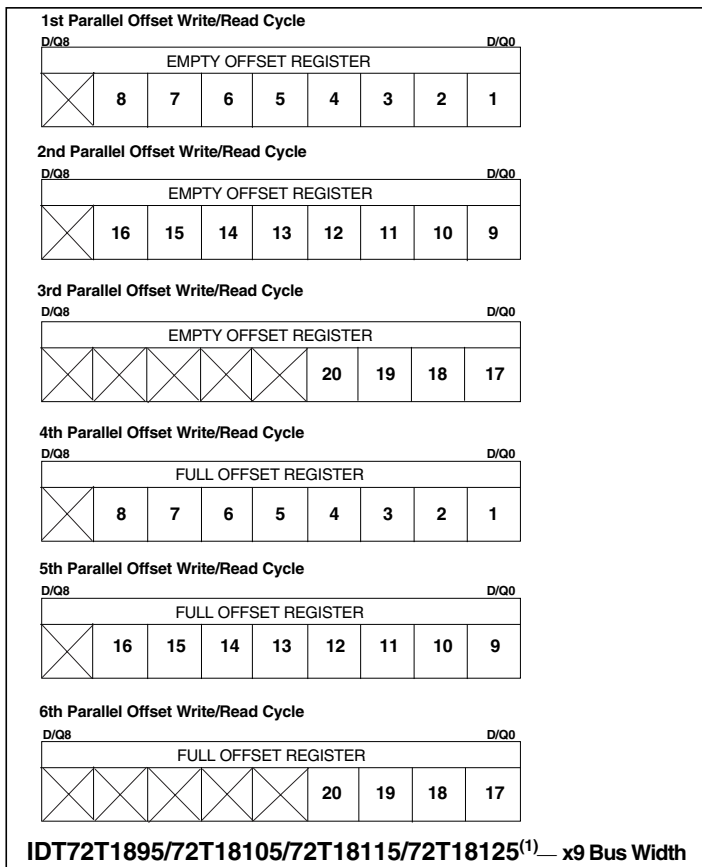 1st Parallel Offset Write/Read Cycle
D/Q8 D/Q0
EMPTY OFFSET REGISTER
8 7 6 5 4 3 2 1
2nd Parallel Offset Write/Read Cycle
D/Q8 D/Q0
EMPTY OFFSET REGISTER
16 15 14 13 12 11 10 9
3rd Parallel Offset Write/Read Cycle
D/Q8 D/Q0
EMPTY OFFSET REGISTER
20 19 18 17
4th Parallel Offset Write/Read Cycle
D/Q8 D/Q0
FULL OFFSET REGISTER
8 7 6 5 4 3 2 1
5th Parallel Offset Write/Read Cycle
D/Q8 D/Q0
FULL OFFSET REGISTER
16 15 14 13 12 11 10 9
6th Parallel Offset Write/Read Cycle
D/Q8 D/Q0
FULL OFFSET REGISTER
20 19 18 17
IDT72T1895/72T18105/72T18115/72T18125(1)— x9 Bus Width